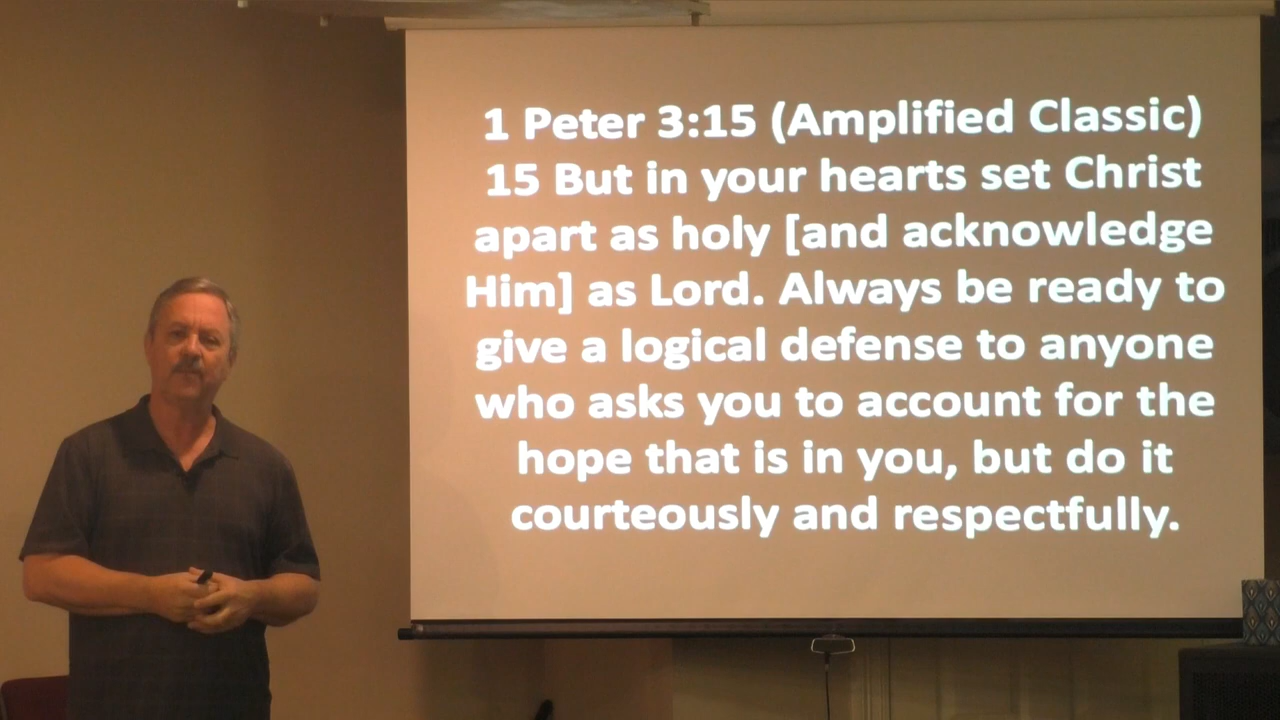 1 Peter 3:15 (Amplified Classic)
15 But in your hearts set Christ
apart as holy [and acknowledge
Him] as Lord. Always be ready to
give a logical defense to anyone
who asks you to account for the
hope that is in you, but do it
courteously and respectfully.